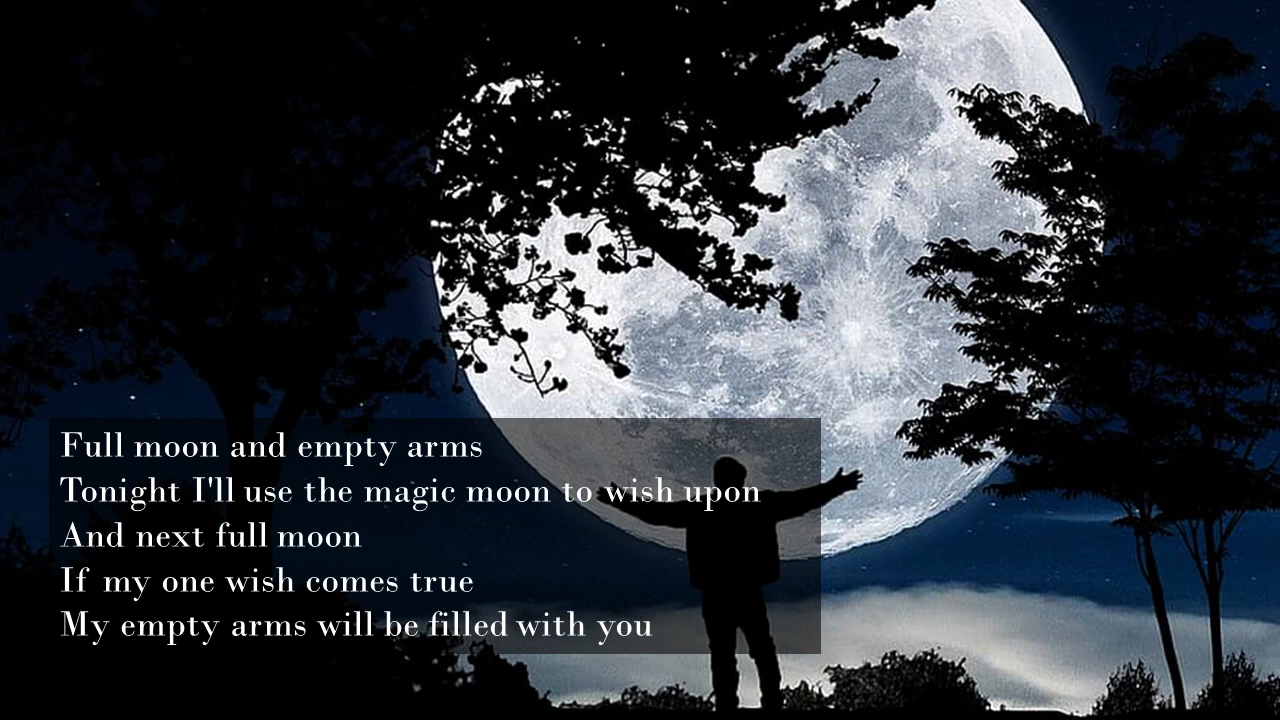 Full moon and empty arms
Tonight I'll use the magic moon to wish upon
And next full moon
If my one wish comes true
My empty arms will be filled with you